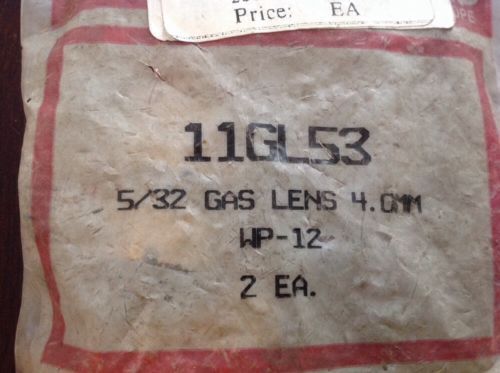 Price: EA
11GL53
5/32 GAS LENS 4.0MM
WP-12
2 EA.